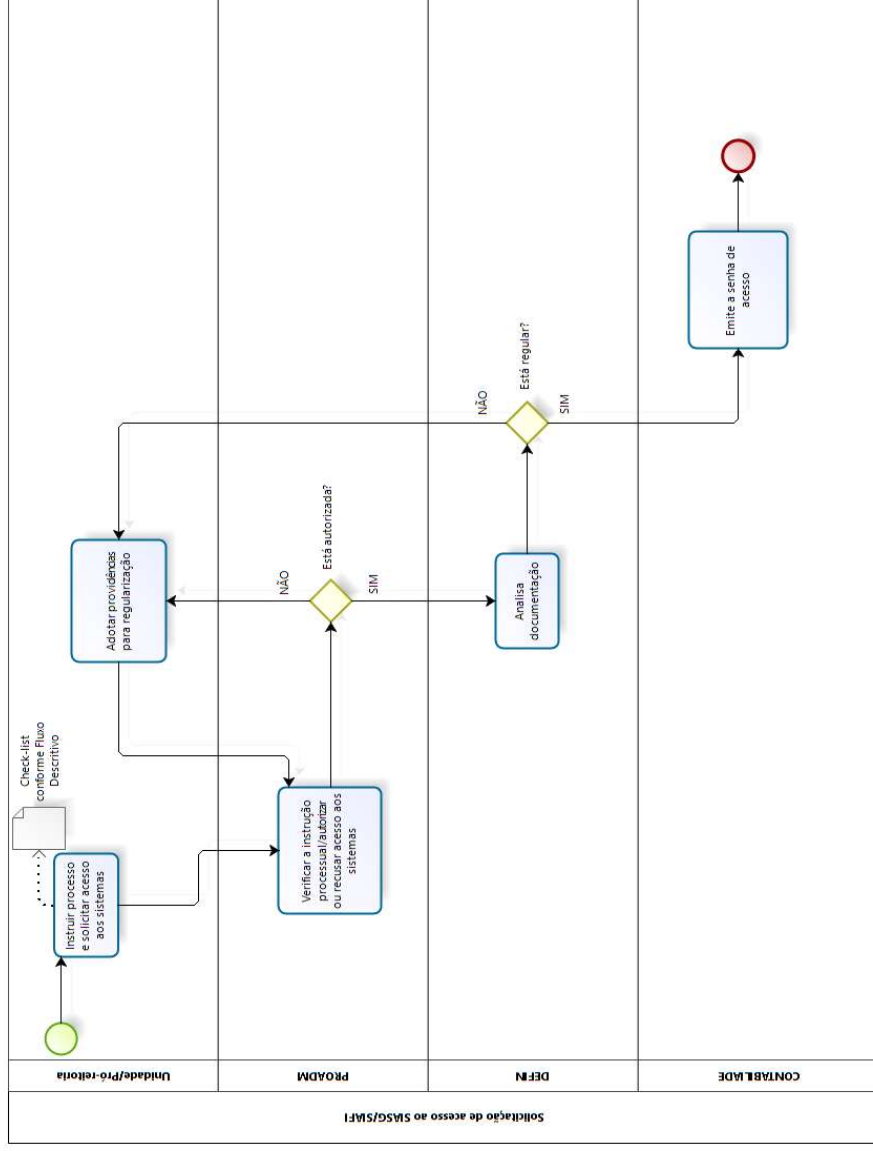 Solicitação de acesso ao SIASG/SIAFI
Unidade/Pró-reitoria
Instruir processo
e solicitar acesso
aos sistemas
Check-list
conforme Fluxo
Descritivo
Adotar providências
para regularização
PROADM
Verificar a instrução
processual/autorizar
ou recusar acesso aos
sistemas
Está autorizada?
NÃO
SIM
DEFIN
Analisa
documentação
Está regular?
NÃO
SIM
CONTABILIADE
Emite a senha de
acesso